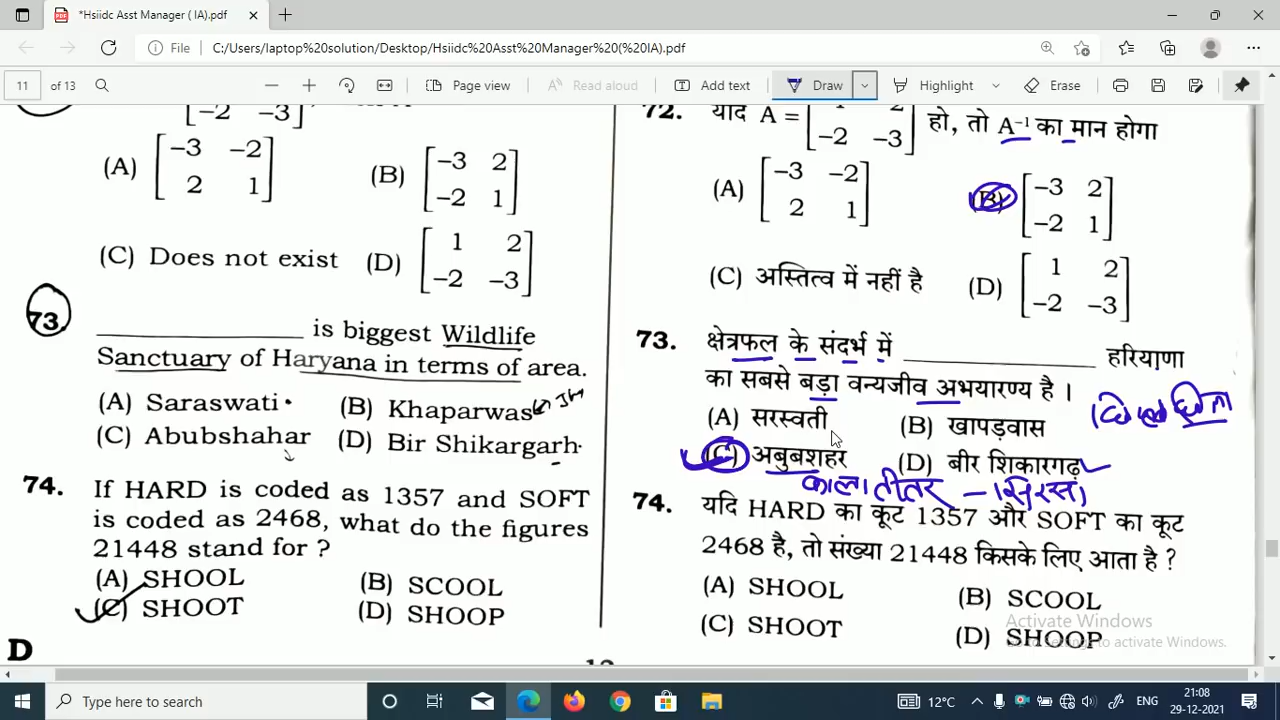 *Hsiidc Asst Manager ( IA).pdf
File
C:/Users/laptop%20solution/Desktop/Hsiidc%20Asst%20Manager%20(%20IA).pdf
11 of 13
Page view
Read aloud
Add text
Draw
Highlight
Erase
-2 -3
(A) -3 -2
2 1
(B) -3 2
-2 1
(C) Does not exist
(D) 1 2
-2 -3
73.
is biggest Wildlife
Sanctuary of Haryana in terms of area.
(A) Saraswati
(B) Khaparwas
(C) Abubshahar
(D) Bir Shikargarh
74. If HARD is coded as 1357 and SOFT
is coded as 2468, what do the figures
21448 stand for ?
(A) SHOOL
(B) SCOOL
(C) SHOOT
(D) SHOOP
D
72. यदि A = -2 -3 हो, तो A⁻¹ का मान होगा
(A) -3 -2
2 1
(B) -3 2
-2 1
(C) अस्तित्व में नहीं है
(D) 1 2
-2 -3
73. क्षेत्रफल के संदर्भ में ____________ हरियाणा
का सबसे बड़ा वन्यजीव अभयारण्य है ।
(A) सरस्वती
(B) खापड़वास
(C) अबुबशहर
(D) बीर शिकारगढ़
काला तीतर - सिरसा
74. यदि HARD का कूट 1357 और SOFT का कूट
2468 है, तो संख्या 21448 किसके लिए आता है ?
(A) SHOOL
(B) SCOOL
(C) SHOOT
(D) SHOOP
Activate Windows
Go to Settings to activate Windows.
Type here to search
12°C
ENG
21:08
29-12-2021